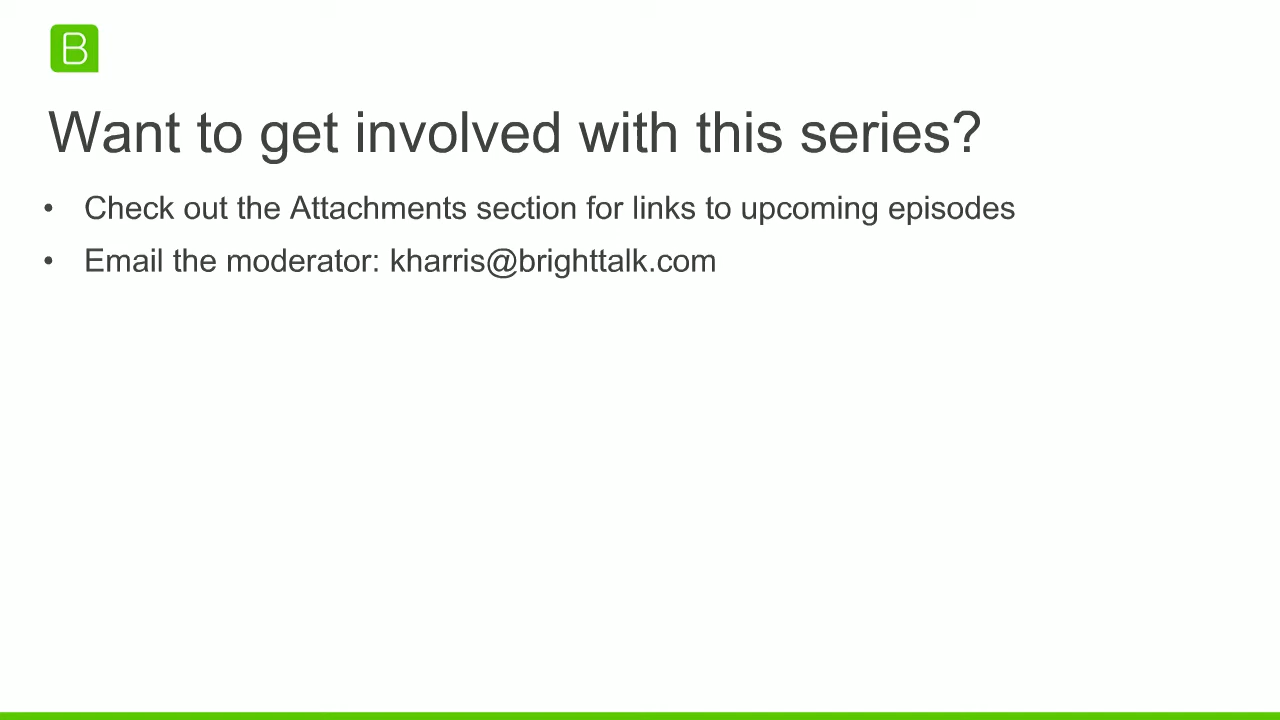 B
Want to get involved with this series?
• Check out the Attachments section for links to upcoming episodes
• Email the moderator: kharris@brighttalk.com